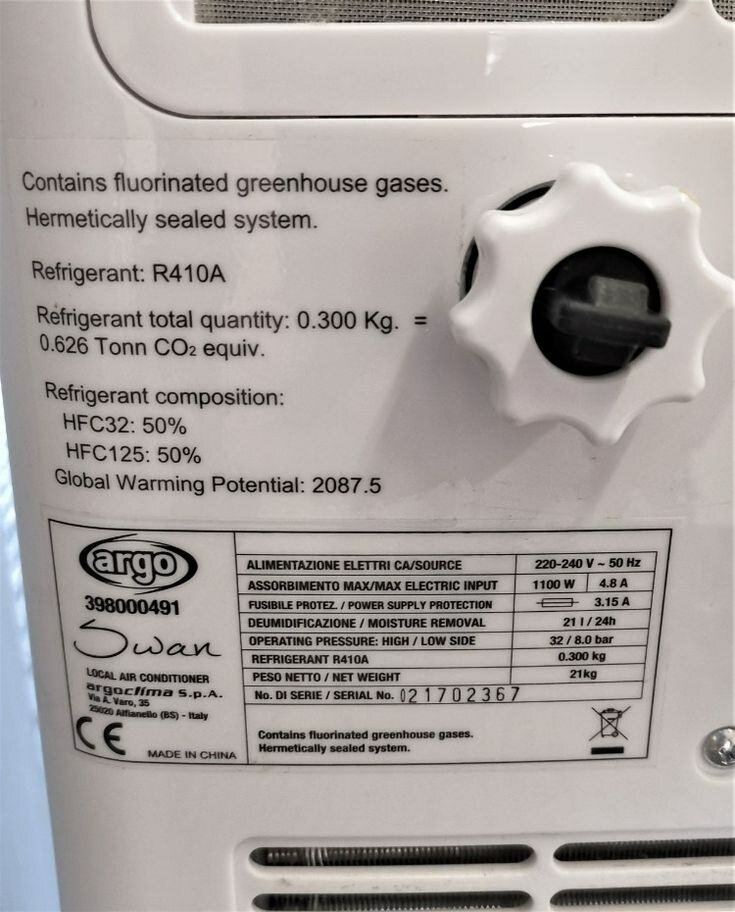 Contains fluorinated greenhouse gases.
Hermetically sealed system.
Refrigerant: R410A
Refrigerant total quantity: 0.300 Kg. =
0.626 Tonn CO₂ equiv.
Refrigerant composition:
HFC32: 50%
HFC125: 50%
Global Warming Potential: 2087.5
argo
398000491
Swan
LOCAL AIR CONDITIONER
argoclima S.p.A.
Via A. Varo, 35
25020 Alfianello (BS) - Italy
CE
MADE IN CHINA
ALIMENTAZIONE ELETTRI CA/SOURCE 220-240 V ~ 50 Hz
ASSORBIMENTO MAX/MAX ELECTRIC INPUT 1100 W 4.8 A
FUSIBILE PROTEZ. / POWER SUPPLY PROTECTION 3.15 A
DEUMIDIFICAZIONE / MOISTURE REMOVAL 21 l / 24h
OPERATING PRESSURE: HIGH / LOW SIDE 32 / 8.0 bar
REFRIGERANT R410A 0.300 kg
PESO NETTO / NET WEIGHT 21kg
No. DI SERIE / SERIAL No. 021702367
Contains fluorinated greenhouse gases.
Hermetically sealed system.